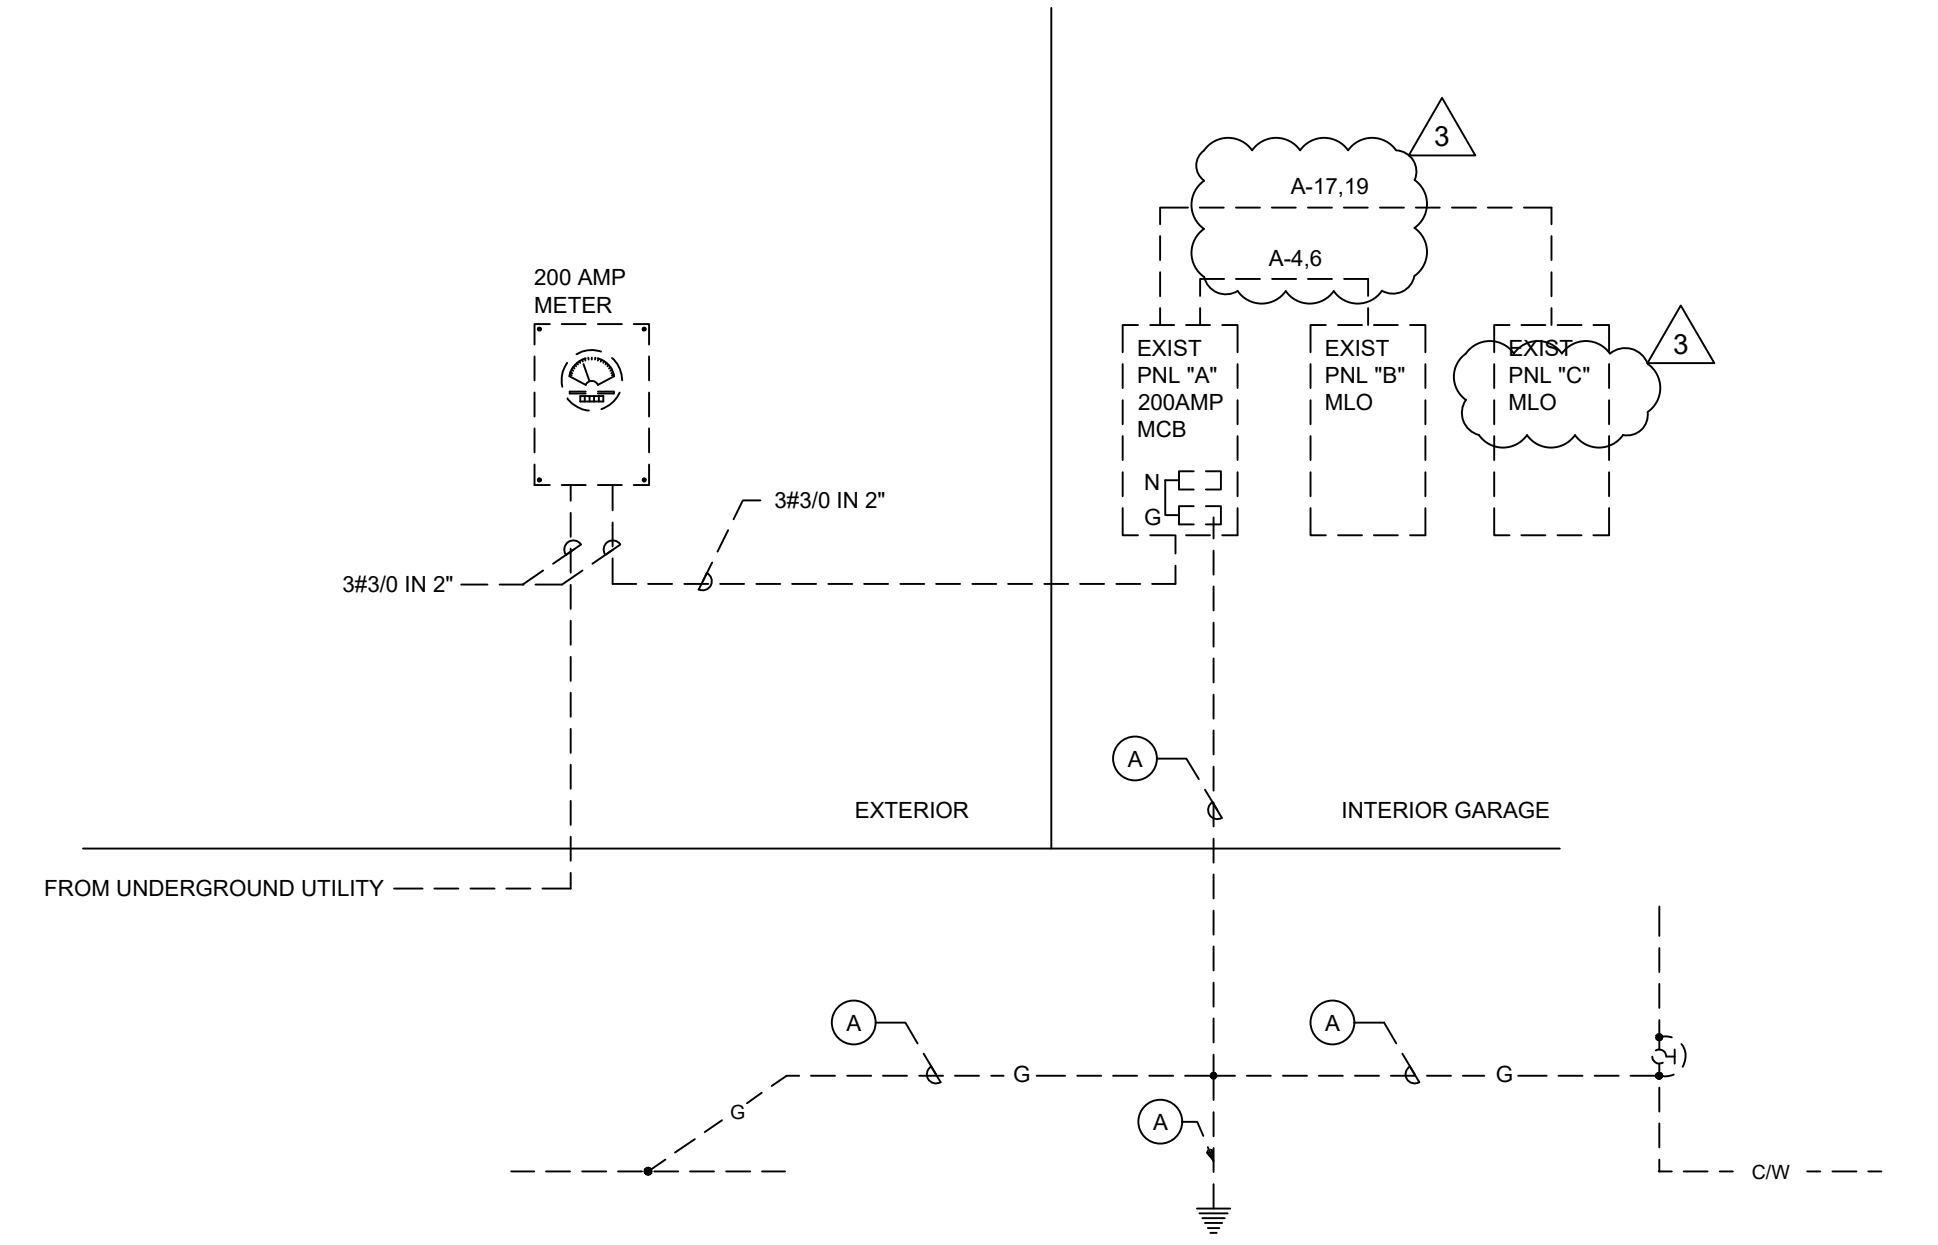 3
A-17,19
A-4,6
200 AMP
METER
3
EXIST
PNL "A"
200AMP
MCB
EXIST
PNL "B"
MLO
EXIST
PNL "C"
MLO
N
G
3#3/0 IN 2"
3#3/0 IN 2"
A
EXTERIOR
INTERIOR GARAGE
FROM UNDERGROUND UTILITY
A
A
G
G
G
A
C/W